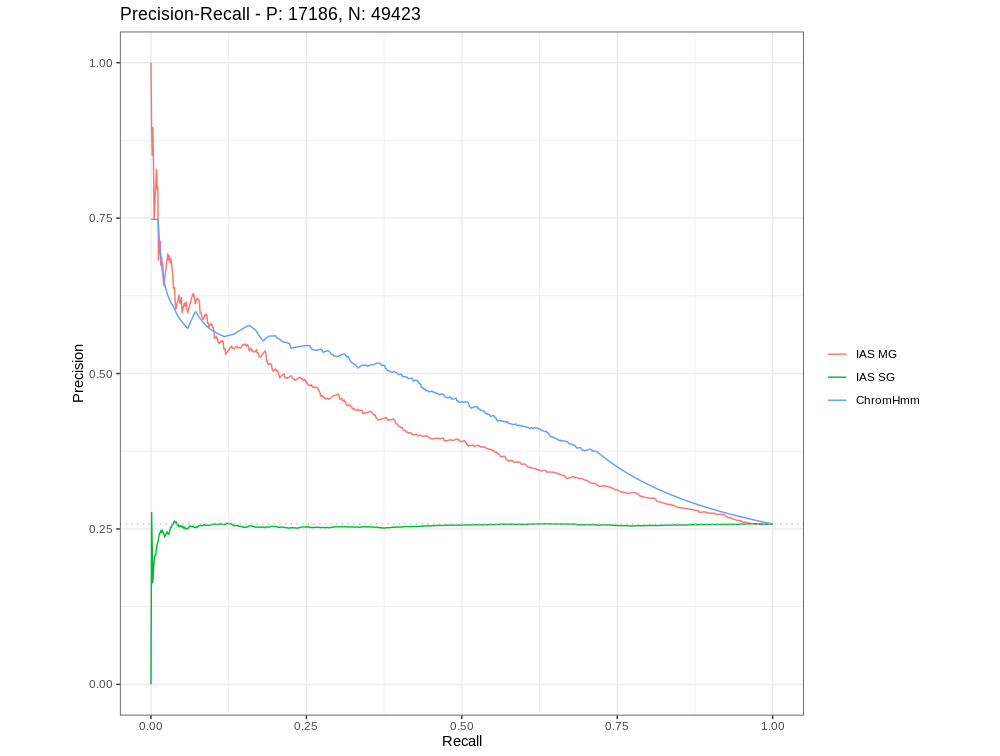 Precision-Recall - P: 17186, N: 49423
1.00
0.75
0.50
0.25
0.00
Precision
0.00 0.25 0.50 0.75 1.00
Recall
IAS MG
IAS SG
ChromHmm